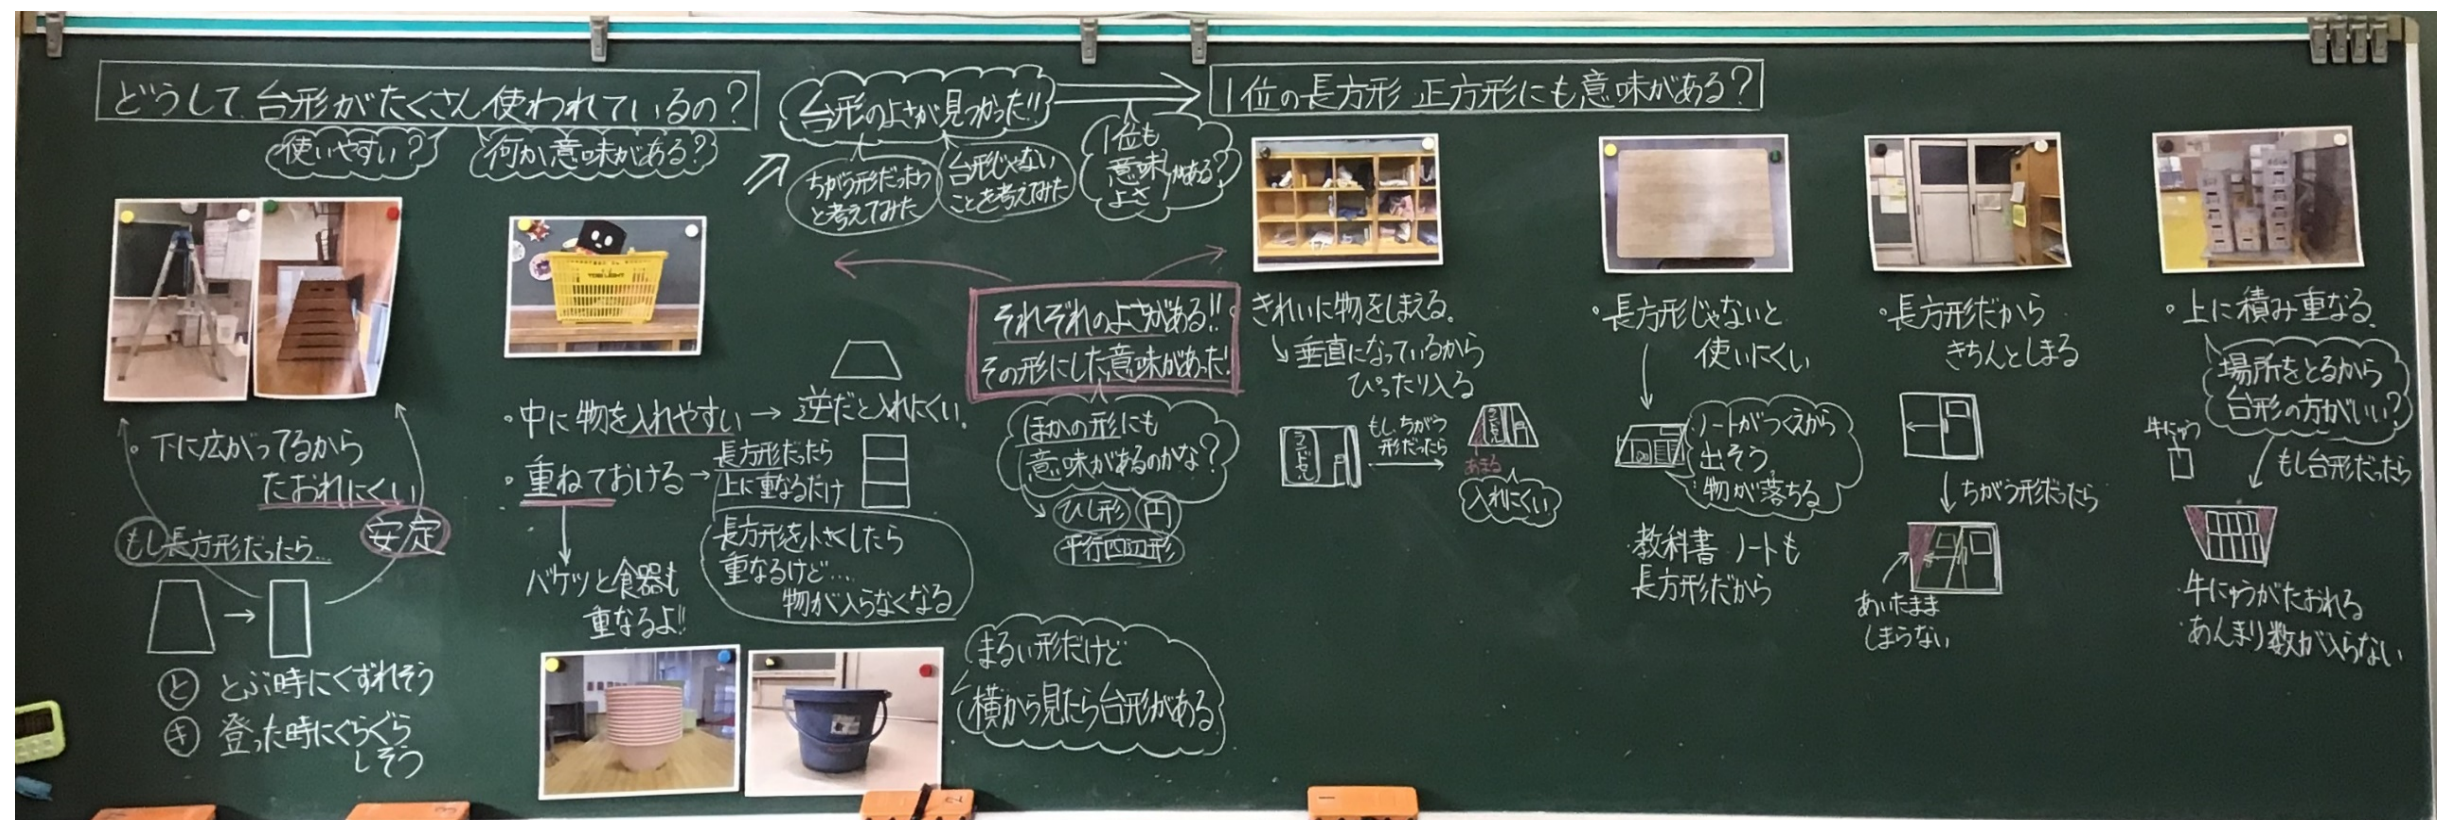 どうして台形がたくさん使われているの？
使いやすい？
何か意味がある？
台形のよさが見つかった!!
ちがう形だったら
と考えてみた
台形じゃない
ことを考えてみた
1位も
意味
よさ
がある？
1位の長方形 正方形にも意味がある？
・下に広がってるから
たおれにくい
安定
もし長方形だったら…
と とぶ時にくずれそう
き 登った時にぐらぐら
しそう
・中に物を入れやすい→逆だと入れにくい
・重ねておける→長方形だったら
上に重なるだけ
長方形を小さくしたら
重なるけど…
物が入らなくなる
バケツと食器も
重なるよ!!
まるい形だけど
横から見たら台形がある
それぞれのよさがある!!
その形にした意味があった!
ほかの形にも
意味があるのかな？
ひし形 円
平行四辺形
きれいに物をしまえる。
垂直になっているから
ぴったり入る
ランドセル
もしちがう
形だったら
ランドセル
あまる
入れにくい
・長方形じゃないと
使いにくい
ノートがつくえから
出そう
物が落ちる
・教科書 ノートも
長方形だから
・長方形だから
きちんとしまる
ちがう形だったら
あいたまま
しまらない
・上に積み重なる
場所をとるから
台形の方がいい？
牛にゅう
もし台形だったら
・牛にゅうがたおれる
・あんまり数が入らない